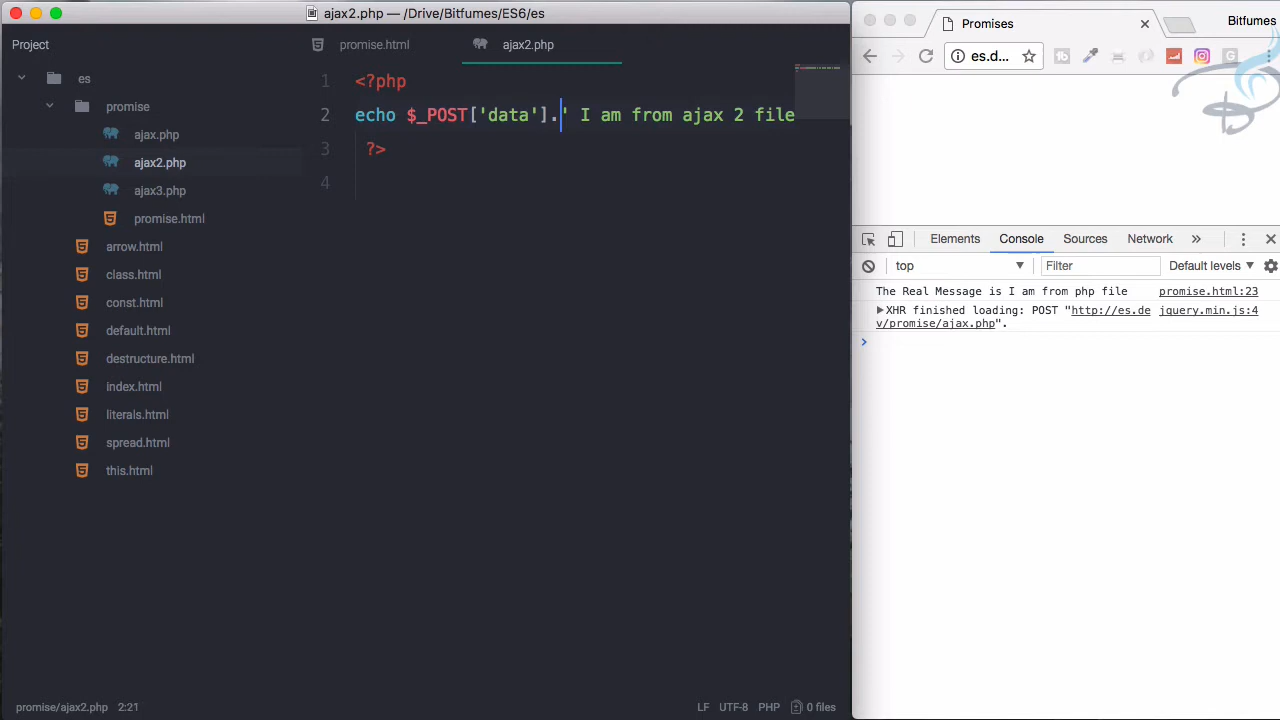 ajax2.php — /Drive/Bitfumes/ES6/es
Project
es
promise
ajax.php
ajax2.php
ajax3.php
promise.html
arrow.html
class.html
const.html
default.html
destructure.html
index.html
literals.html
spread.html
this.html
promise.html
ajax2.php
1 <?php
2 echo $_POST['data'].' I am from ajax 2 file
3 ?>
4
promise/ajax2.php 2:21
LF UTF-8 PHP 0 files
Promises
Bitfumes
es.d...
Elements Console Sources Network »
top Filter Default levels
The Real Message is I am from php file promise.html:23
XHR finished loading: POST "http://es.de jquery.min.js:4
v/promise/ajax.php".